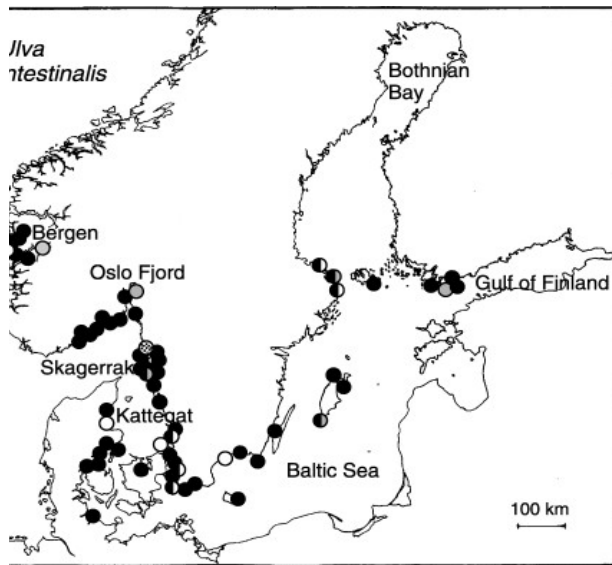 Ulva
intestinalis
Bothnian
Bay
Bergen
Oslo Fjord
Gulf of Finland
Skagerrak
Kattegat
Baltic Sea
100 km